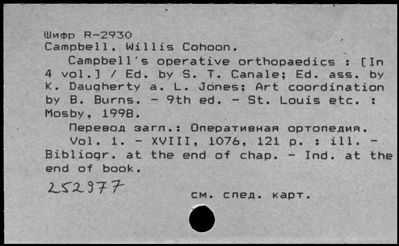 Шифр R-2930
Campbell, Willis Cohoon.
Campbell's operative orthopaedics : [In
4 vol.] / Ed. by S. T. Canale; Ed. ass. by
K. Daugherty a. L. Jones; Art coordination
by B. Burns. - 9th ed. - St. Louis etc. :
Mosby, 1998.
Перевод загл.: Оперативная ортопедия.
Vol. 1. - XVIII, 1076, 121 p. : ill. -
Bibliogr. at the end of chap. - Ind. at the
end of book.
252977
см. след. карт.